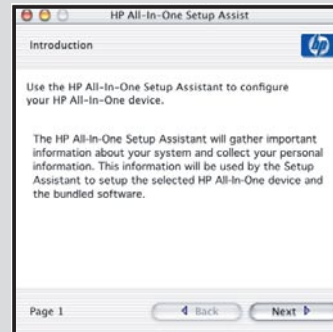 HP All-In-One Setup Assist
Introduction
hp
Use the HP All-In-One Setup Assistant to configure
your HP All-In-One device.
The HP All-In-One Setup Assistant will gather important
information about your system and collect your personal
information. This information will be used by the Setup
Assistant to setup the selected HP All-In-One device and
the bundled software.
Page 1
Back
Next